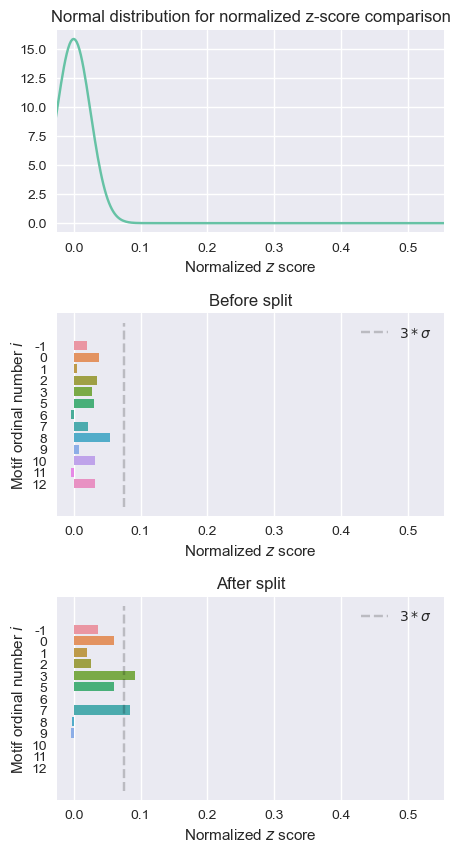 Normal distribution for normalized z-score comparison
15.0
12.5
10.0
7.5
5.0
2.5
0.0
0.0 0.1 0.2 0.3 0.4 0.5
Normalized z score
Before split
Motif ordinal number i
3 * σ
-1
0
1
2
3
5
6
7
8
9
10
11
12
0.0 0.1 0.2 0.3 0.4 0.5
Normalized z score
After split
Motif ordinal number i
3 * σ
-1
0
1
2
3
5
6
7
8
9
10
11
12
0.0 0.1 0.2 0.3 0.4 0.5
Normalized z score